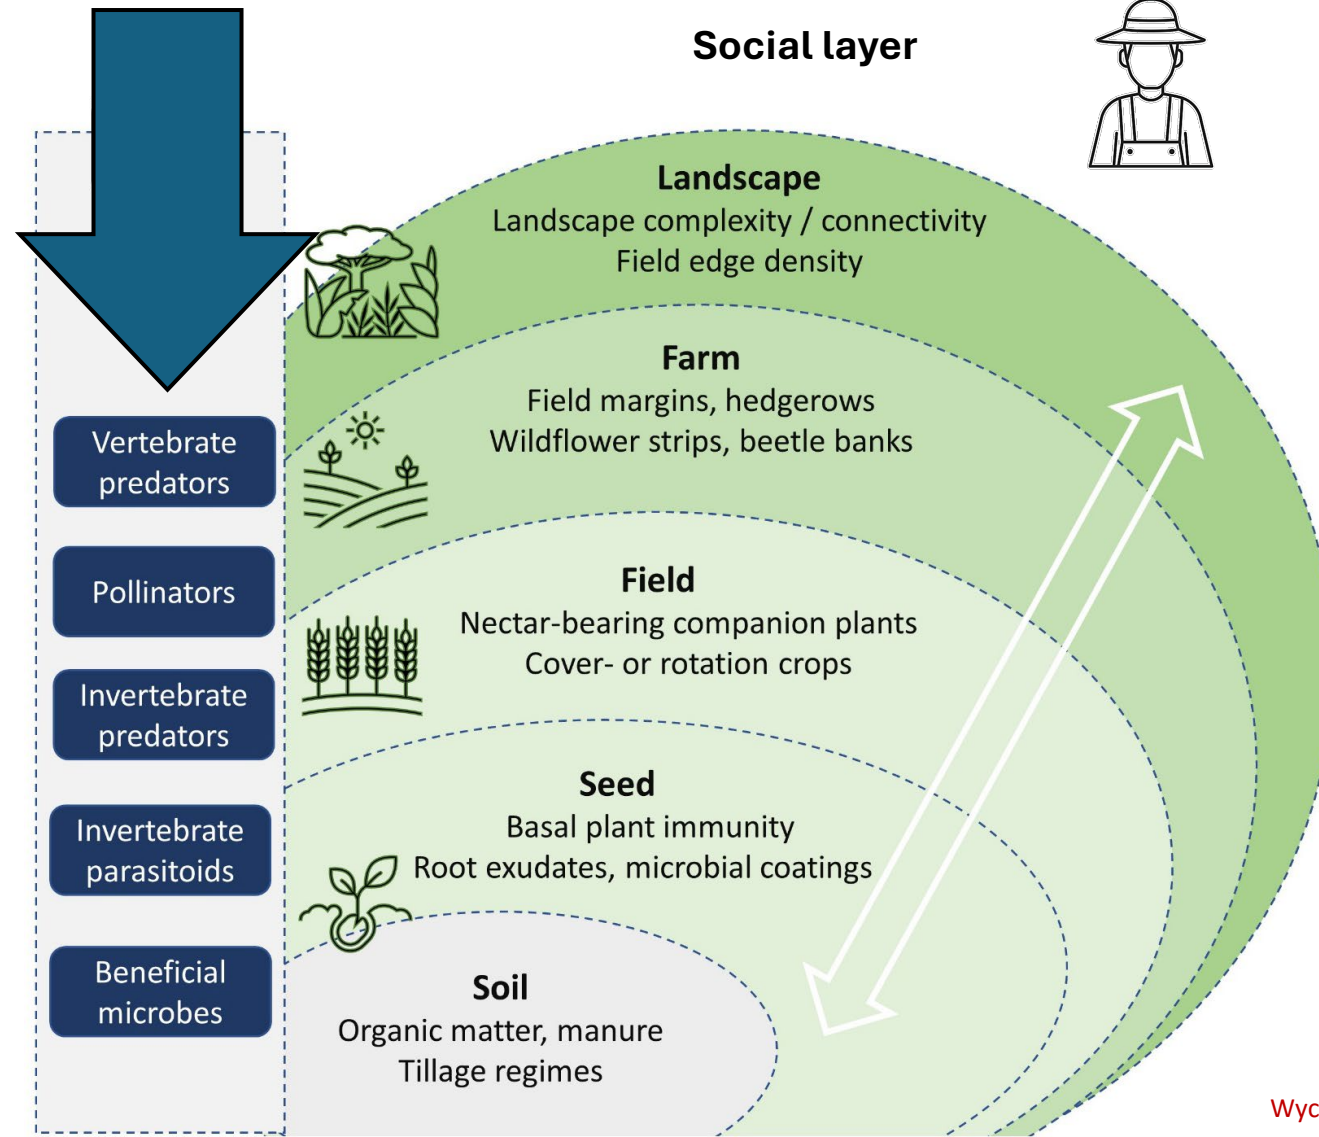 Social layer
Landscape
Landscape complexity / connectivity
Field edge density
Farm
Field margins, hedgerows
Wildflower strips, beetle banks
Field
Nectar-bearing companion plants
Cover- or rotation crops
Seed
Basal plant immunity
Root exudates, microbial coatings
Soil
Organic matter, manure
Tillage regimes
Vertebrate
predators
Pollinators
Invertebrate
predators
Invertebrate
parasitoids
Beneficial
microbes
Wyc